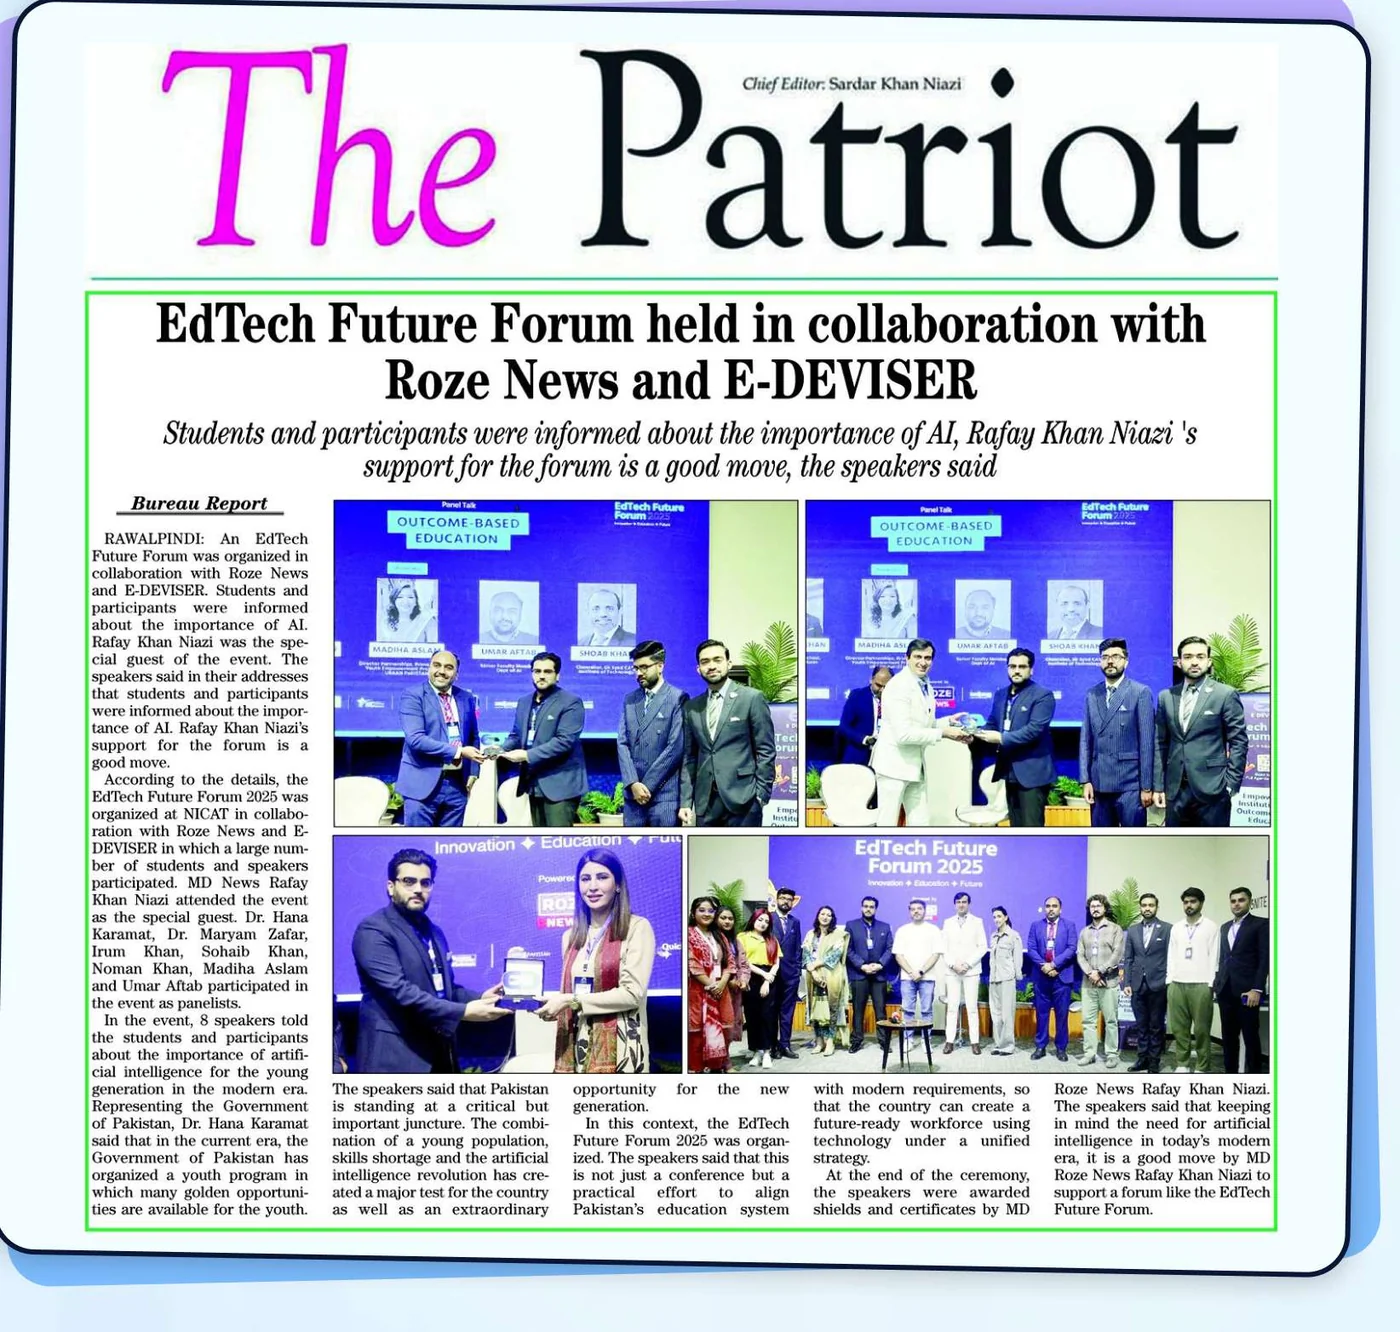 The Patriot
Chief Editor: Sardar Khan Niazi
EdTech Future Forum held in collaboration with
Roze News and E-DEVISER
Students and participants were informed about the importance of AI, Rafay Khan Niazi 's
support for the forum is a good move, the speakers said
Bureau Report
RAWALPINDI: An EdTech
Future Forum was organized in
collaboration with Roze News
and E-DEVISER. Students and
participants were informed
about the importance of AI.
Rafay Khan Niazi was the spe-
cial guest of the event. The
speakers said in their addresses
that students and participants
were informed about the impor-
tance of AI. Rafay Khan Niazi's
support for the forum is a
good move.
According to the details, the
EdTech Future Forum 2025 was
organized at NICAT in collabo-
ration with Roze News and E-
DEVISER in which a large num-
ber of students and speakers
participated. MD News Rafay
Khan Niazi attended the event
as the special guest. Dr. Hana
Karamat, Dr. Maryam Zafar,
Irum Khan, Sohaib Khan,
Noman Khan, Madiha Aslam
and Umar Aftab participated in
the event as panelists.
In the event, 8 speakers told
the students and participants
about the importance of artifi-
cial intelligence for the young
generation in the modern era.
Representing the Government
of Pakistan, Dr. Hana Karamat
said that in the current era, the
Government of Pakistan has
organized a youth program in
which many golden opportuni-
ties are available for the youth.
Panel Talk
OUTCOME-BASED
EDUCATION
EdTech Future
Forum 2025
MADIHA ASLAM
UMAR AFTAB
SHOAB KHAN
Panel Talk
OUTCOME-BASED
EDUCATION
EdTech Future
Forum 2025
MADIHA ASL
UMAR AFTAB
SHOAB KHAN
ROZE
NEWS
Innovation ✦ Education ✦ Futu
Powered
ROZ
NEW
EdTech Future
Forum 2025
Innovation ✦ Education ✦ Future
The speakers said that Pakistan
is standing at a critical but
important juncture. The combi-
nation of a young population,
skills shortage and the artificial
intelligence revolution has cre-
ated a major test for the country
as well as an extraordinary
opportunity for the new
generation.
In this context, the EdTech
Future Forum 2025 was organ-
ized. The speakers said that this
is not just a conference but a
practical effort to align
Pakistan's education system
with modern requirements, so
that the country can create a
future-ready workforce using
technology under a unified
strategy.
At the end of the ceremony,
the speakers were awarded
shields and certificates by MD
Roze News Rafay Khan Niazi.
The speakers said that keeping
in mind the need for artificial
intelligence in today's modern
era, it is a good move by MD
Roze News Rafay Khan Niazi to
support a forum like the EdTech
Future Forum.